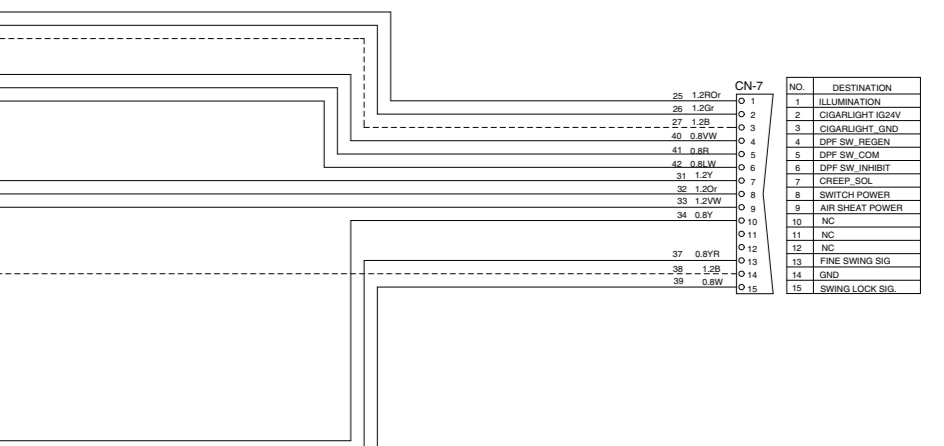 CN-7
25 1.2ROr 1
26 1.2Gr 2
27 1.2B 3
40 0.8VW 4
41 0.8R 5
42 0.8LW 6
31 1.2Y 7
32 1.2Or 8
33 1.2VW 9
34 0.8Y 10
11
12
37 0.8YR 13
38 1.2B 14
39 0.8W 15
NO. DESTINATION
1 ILLUMINATION
2 CIGARLIGHT IG24V
3 CIGARLIGHT_GND
4 DPF SW_REGEN
5 DPF SW_COM
6 DPF SW_INHIBIT
7 CREEP_SOL
8 SWITCH POWER
9 AIR SHEAT POWER
10 NC
11 NC
12 NC
13 FINE SWING SIG
14 GND
15 SWING LOCK SIG.